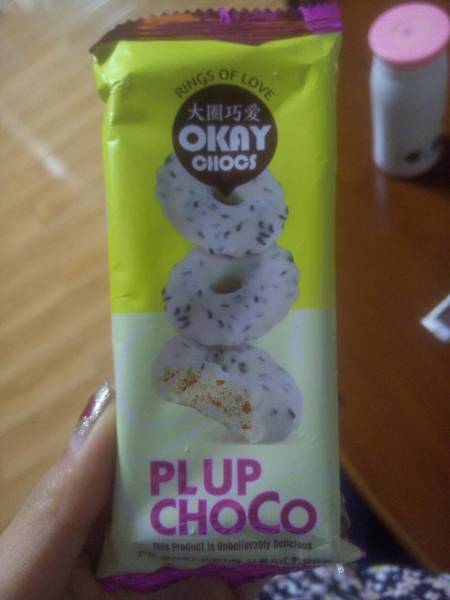 RINGS OF LOVE
大圈巧爱
OKAY
CHOCS
PLUP
CHOCO
This Product is Unbelievably Delicious